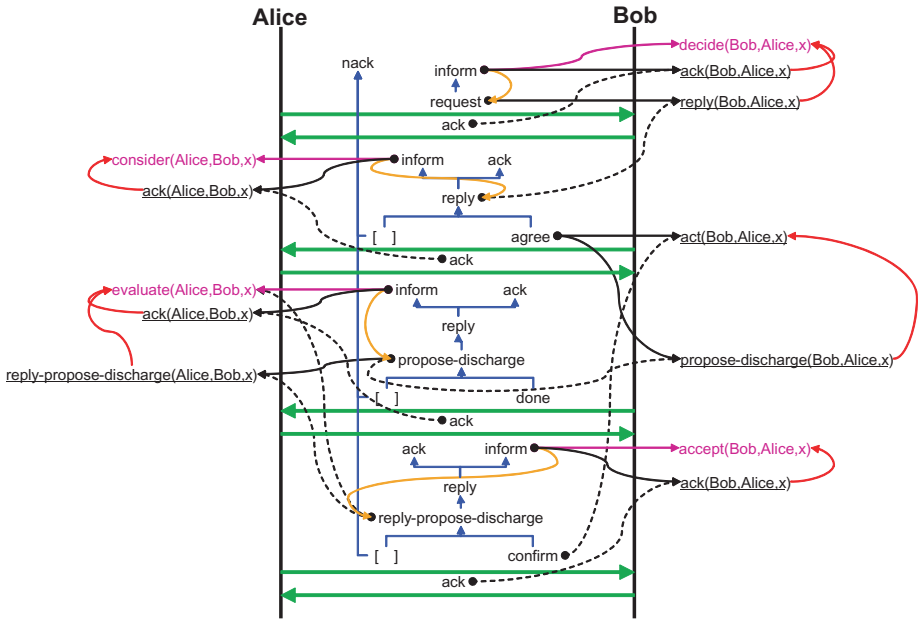 Alice Bob
decide(Bob,Alice,x)
nack inform ack(Bob,Alice,x)
request reply(Bob,Alice,x)
ack
consider(Alice,Bob,x) inform ack
ack(Alice,Bob,x) reply
[ ] agree act(Bob,Alice,x)
ack
evaluate(Alice,Bob,x) inform ack
ack(Alice,Bob,x)
reply
propose-discharge propose-discharge(Bob,Alice,x)
reply-propose-discharge(Alice,Bob,x)
[ ] done
ack
ack inform accept(Bob,Alice,x)
reply ack(Bob,Alice,x)
reply-propose-discharge
[ ] confirm
ack